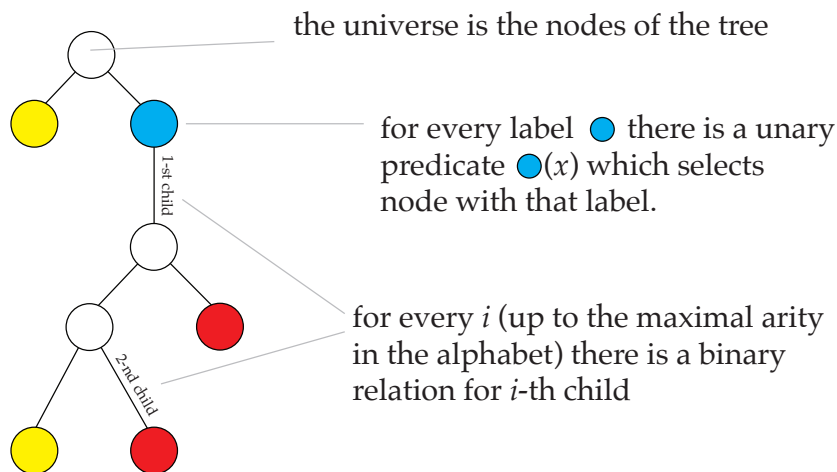 the universe is the nodes of the tree
for every label there is a unary
predicate (x) which selects
node with that label.
1-st child
for every i (up to the maximal arity
in the alphabet) there is a binary
relation for i-th child
2-nd child